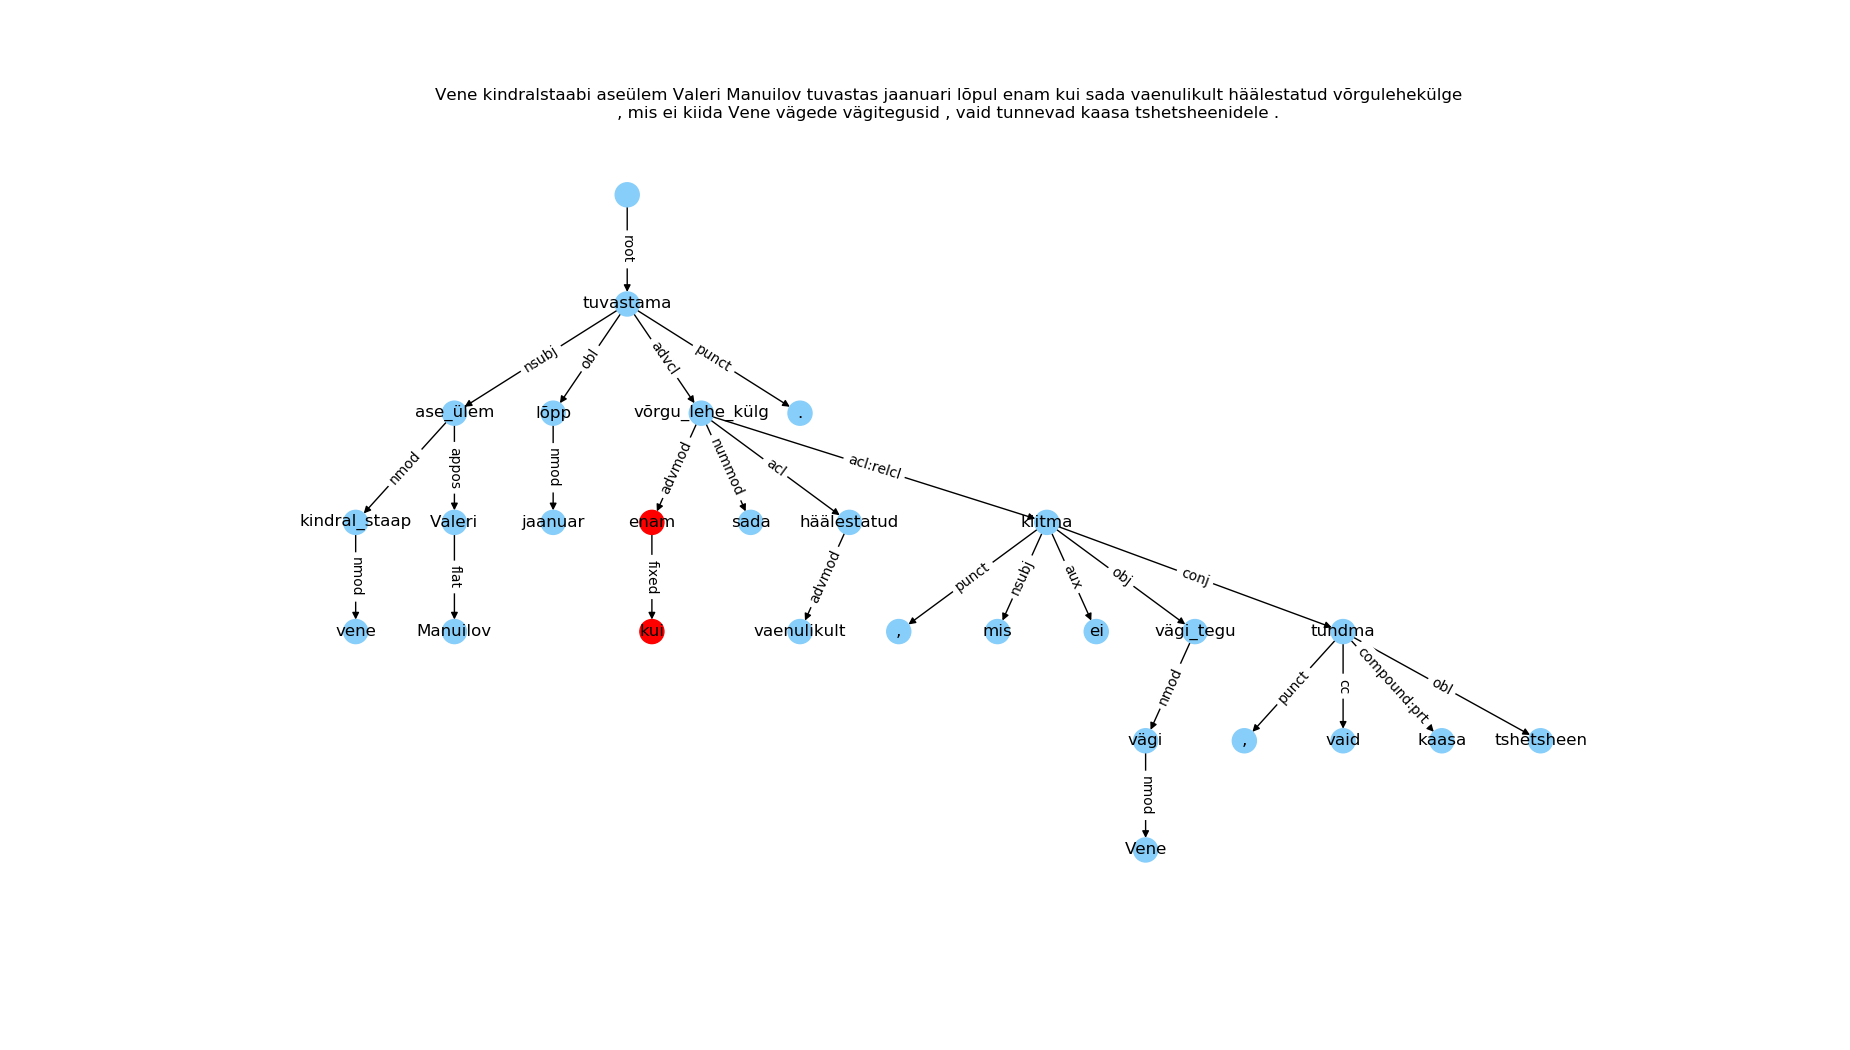 Vene kindralstaabi aseülem Valeri Manuilov tuvastas jaanuari lõpul enam kui sada vaenulikult häälestatud võrgulehekülge
, mis ei kiida Vene vägede vägitegusid , vaid tunnevad kaasa tshetsheenidele .
root
tuvastama
nsubj obl advcl punct
ase_ülem lõpp võrgu_lehe_külg .
nmod appos nmod advmod nummod acl acl:relcl
kindral_staap Valeri jaanuar enam sada häälestatud kiitma
nmod flat fixed advmod punct nsubj aux obj conj
vene Manuilov kui vaenulikult , mis ei vägi_tegu tundma
nmod punct cc compound:prt obl
vägi , vaid kaasa tshetsheen
nmod
Vene